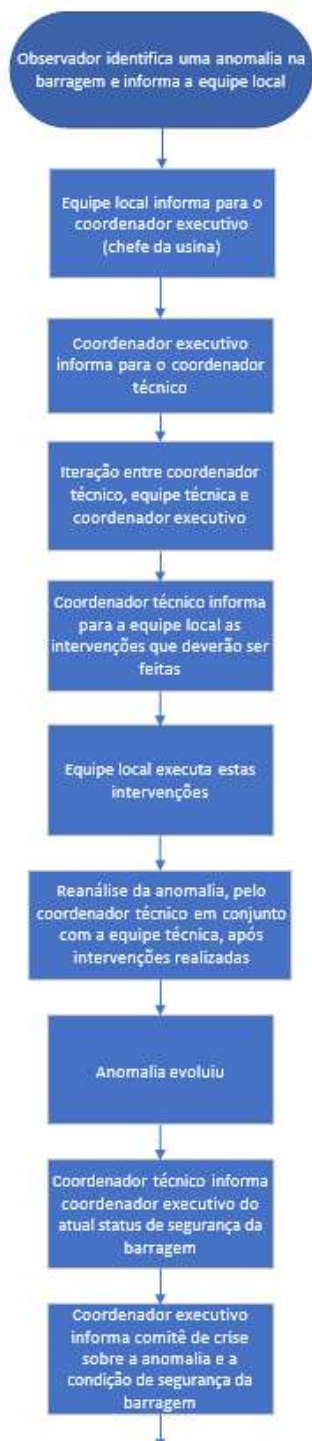 Observador identifica uma anomalia na
barragem e informa a equipe local
Equipe local informa para o
coordenador executivo
(chefe da usina)
Coordenador executivo
informa para o coordenador
técnico
Iteração entre coordenador
técnico, equipe técnica e
coordenador executivo
Coordenador técnico informa
para a equipe local as
intervenções que deverão ser
feitas
Equipe local executa estas
intervenções
Reanálise da anomalia, pelo
coordenador técnico em conjunto
com a equipe técnica, após
intervenções realizadas
Anomalia evoluiu
Coordenador técnico informa
coordenador executivo do
atual status de segurança da
barragem
Coordenador executivo
informa comitê de crise
sobre a anomalia e a
condição de segurança da
barragem